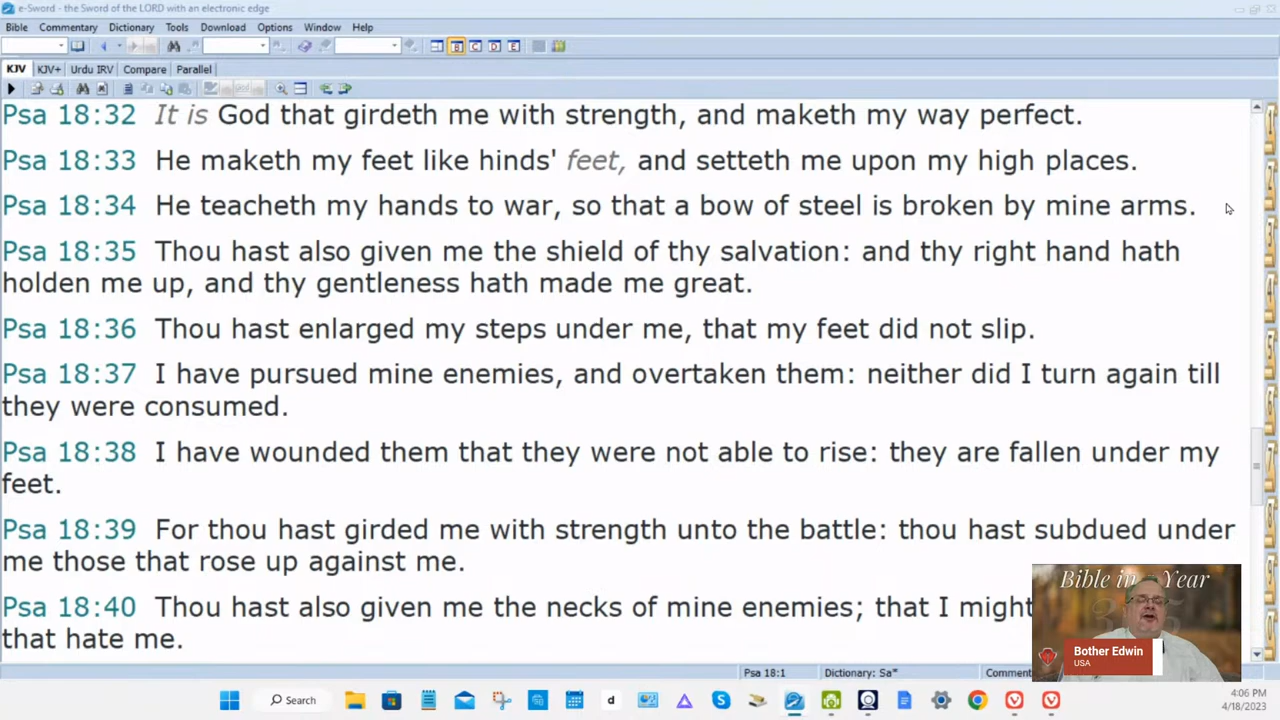 e-Sword - the Sword of the LORD with an electronic edge
Bible Commentary Dictionary Tools Download Options Window Help
KJV KJV+ Urdu IRV Compare Parallel
Psa 18:32 It is God that girdeth me with strength, and maketh my way perfect.
Psa 18:33 He maketh my feet like hinds' feet, and setteth me upon my high places.
Psa 18:34 He teacheth my hands to war, so that a bow of steel is broken by mine arms.
Psa 18:35 Thou hast also given me the shield of thy salvation: and thy right hand hath
holden me up, and thy gentleness hath made me great.
Psa 18:36 Thou hast enlarged my steps under me, that my feet did not slip.
Psa 18:37 I have pursued mine enemies, and overtaken them: neither did I turn again till
they were consumed.
Psa 18:38 I have wounded them that they were not able to rise: they are fallen under my
feet.
Psa 18:39 For thou hast girded me with strength unto the battle: thou hast subdued under
me those that rose up against me.
Psa 18:40 Thou hast also given me the necks of mine enemies; that I might
that hate me.
Bible in a Year
Bother Edwin
USA
Psa 18:1 Dictionary: Sa* Comment
Search
4:06 PM
4/18/2023